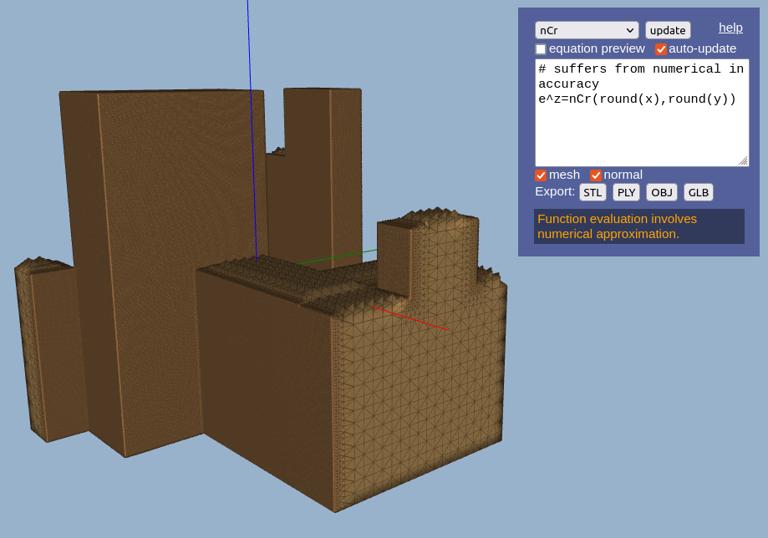 nCr
update
help
equation preview
auto-update
# suffers from numerical in
accuracy
e^z=nCr(round(x),round(y))
mesh
normal
Export:
STL
PLY
OBJ
GLB
Function evaluation involves
numerical approximation.